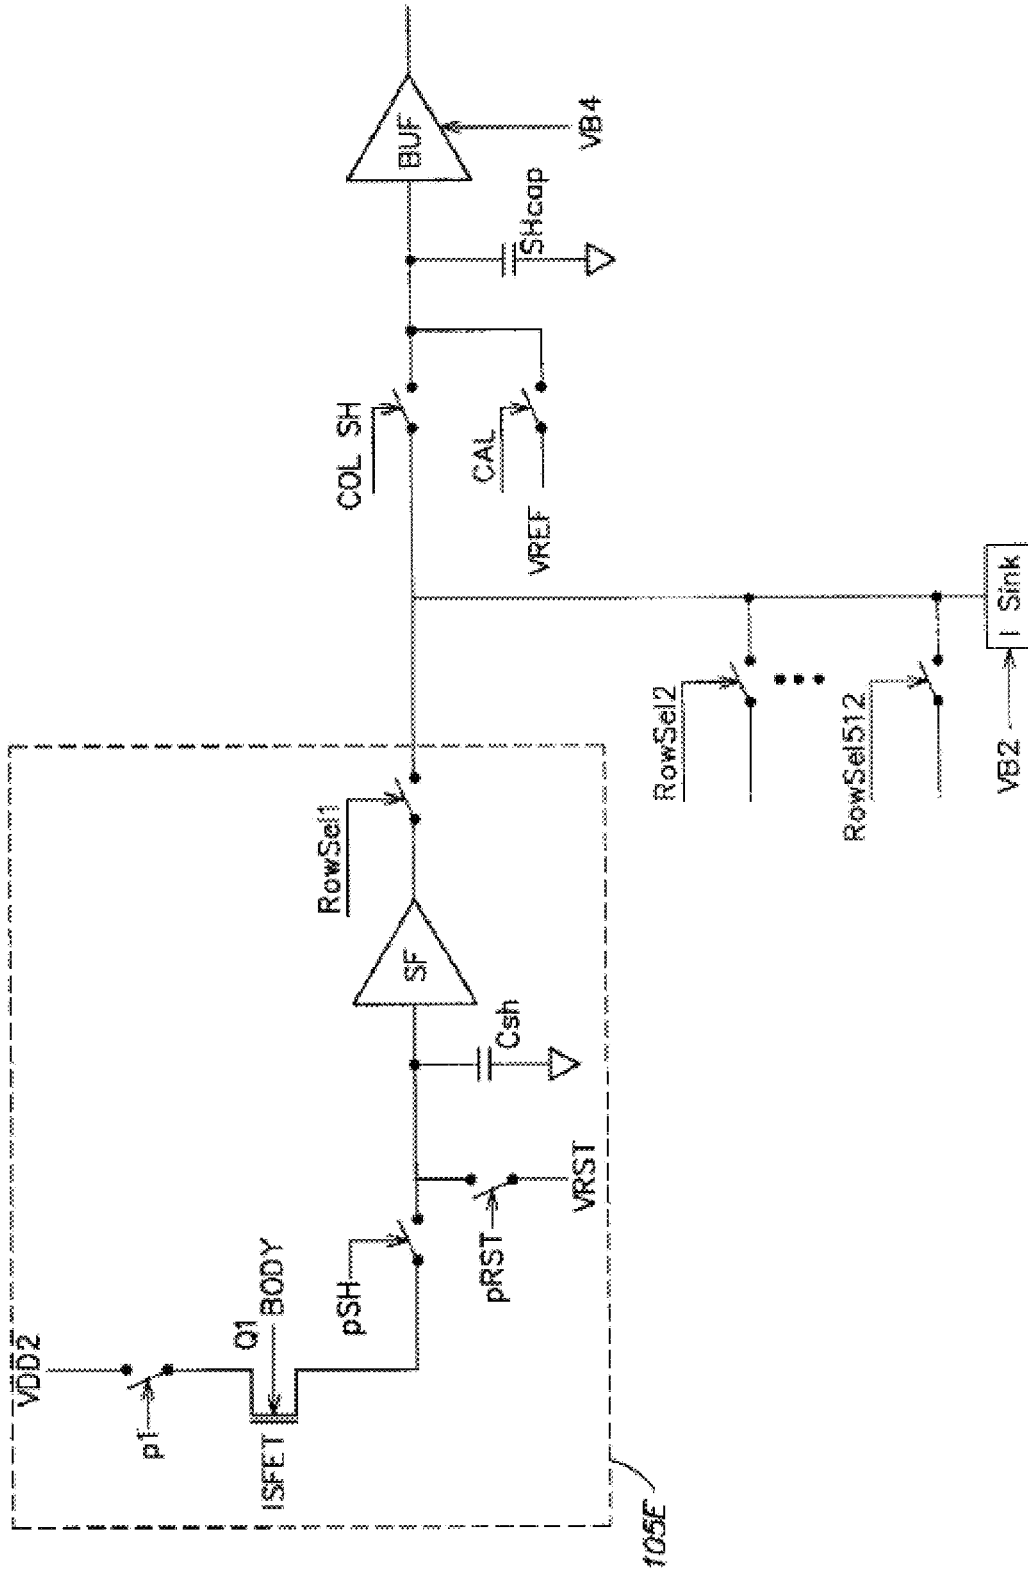 VDD2
pT
ISFET
Q1
BODY
pSH
pRST
VRST
Csh
SF
RowSel1
RowSel2
RowSel512
VB2
I Sink
COL SH
CAL
VREF
SHcap
BUF
VB4
105E